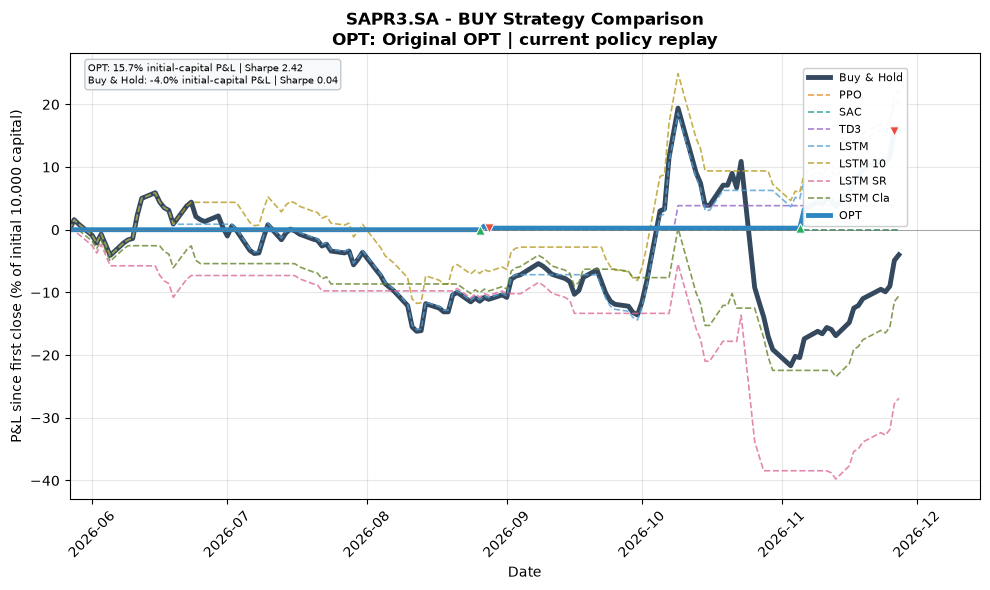 SAPR3.SA - BUY Strategy Comparison
OPT: Original OPT | current policy replay
OPT: 15.7% initial-capital P&L | Sharpe 2.42
Buy & Hold: -4.0% initial-capital P&L | Sharpe 0.04
Buy & Hold
PPO
SAC
TD3
LSTM
LSTM 10
LSTM SR
LSTM Cla
OPT
P&L since first close (% of initial 10,000 capital)
20
10
0
−10
−20
−30
−40
2026-06
2026-07
2026-08
2026-09
2026-10
2026-11
2026-12
Date